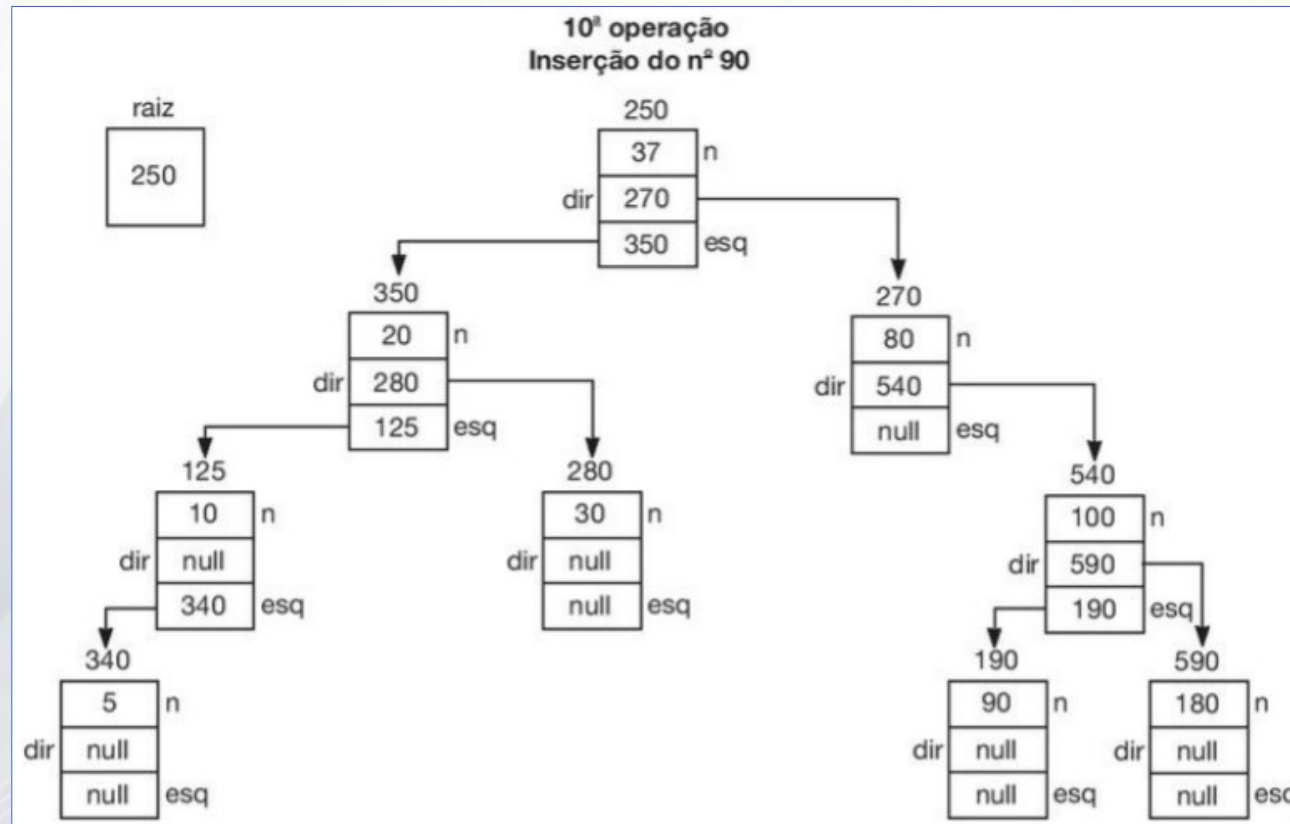 10ª operação
Inserção do nº 90
raiz
250
250
37 n
dir 270
350 esq
350
20 n
dir 280
125 esq
270
80 n
dir 540
null esq
125
10 n
dir null
340 esq
280
30 n
dir null
null esq
540
100 n
dir 590
190 esq
340
5 n
dir null
null esq
190
90 n
dir null
null esq
590
180 n
dir null
null esq